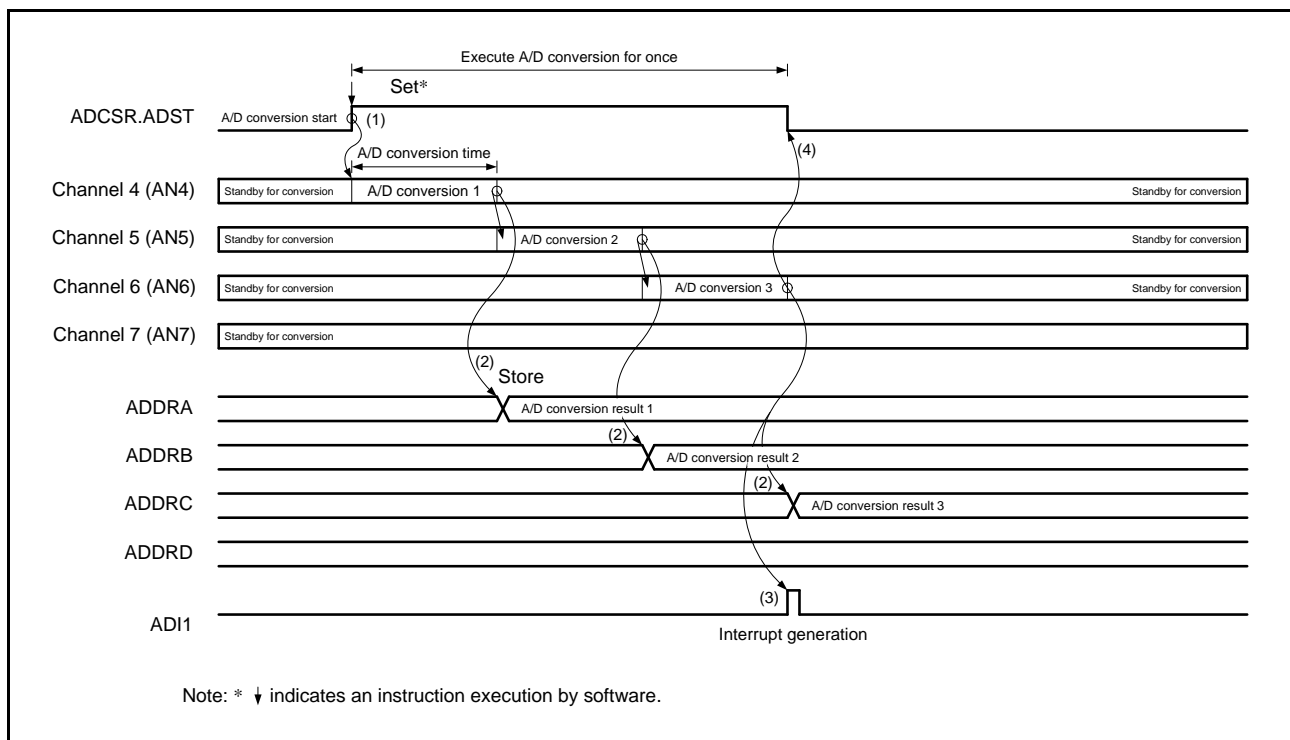 Execute A/D conversion for once
Set*
ADCSR.ADST
A/D conversion start
(1)
(4)
A/D conversion time
Channel 4 (AN4)
Standby for conversion
A/D conversion 1
Standby for conversion
Channel 5 (AN5)
Standby for conversion
A/D conversion 2
Standby for conversion
Channel 6 (AN6)
Standby for conversion
A/D conversion 3
Standby for conversion
Channel 7 (AN7)
Standby for conversion
(2)
Store
ADDRA
A/D conversion result 1
(2)
ADDRB
A/D conversion result 2
(2)
ADDRC
A/D conversion result 3
ADDRD
(3)
ADI1
Interrupt generation
Note: * ↓ indicates an instruction execution by software.